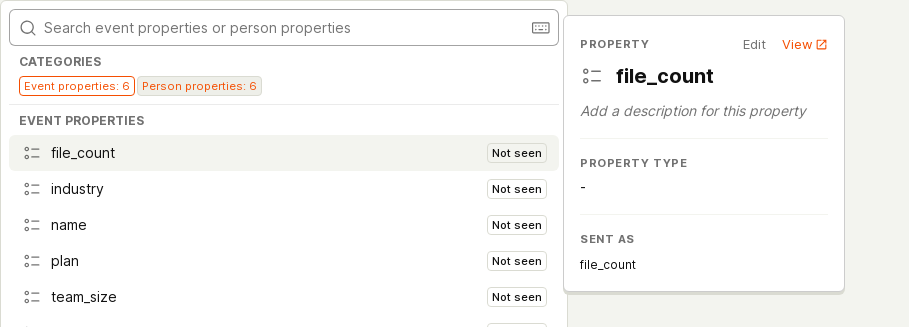 Search event properties or person properties
CATEGORIES
Event properties: 6 Person properties: 6
EVENT PROPERTIES
file_count Not seen
industry Not seen
name Not seen
plan Not seen
team_size Not seen
PROPERTY Edit View
file_count
Add a description for this property
PROPERTY TYPE
-
SENT AS
file_count